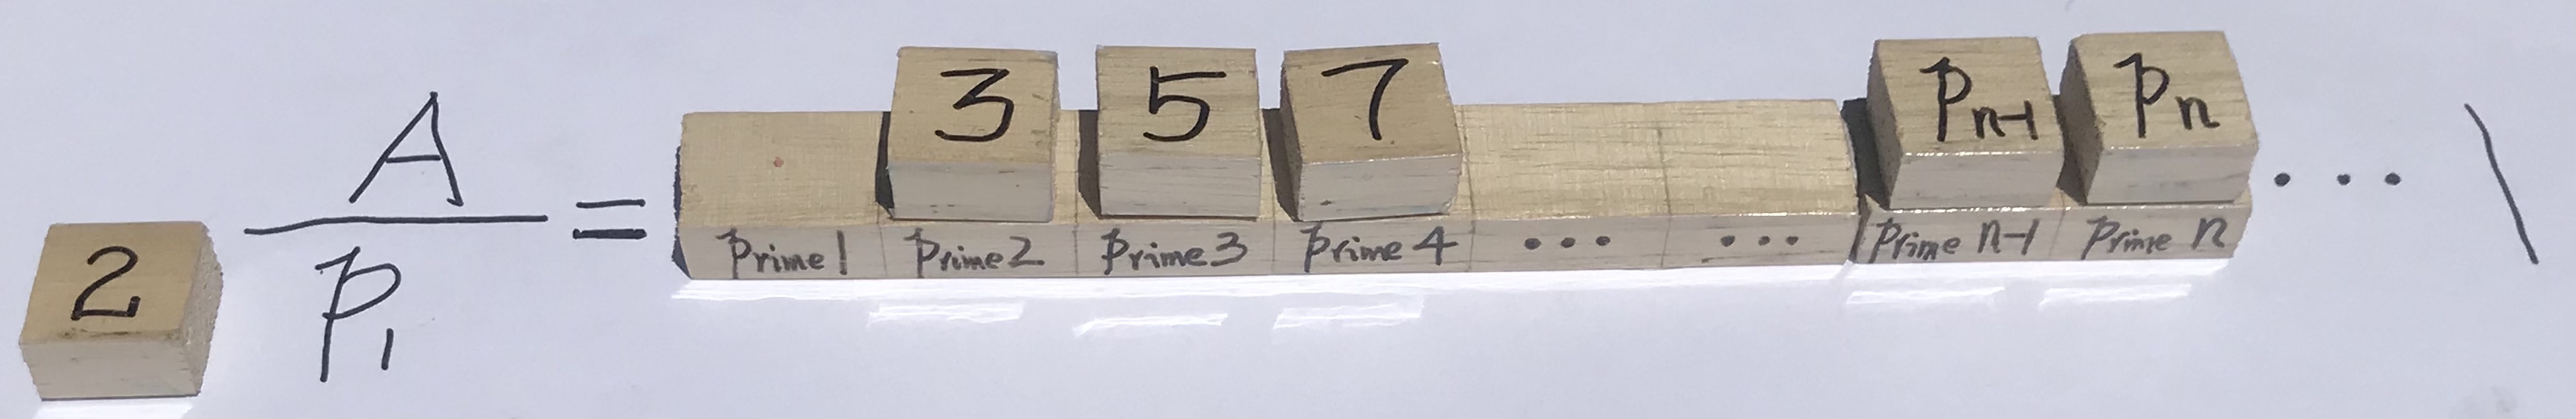 3 5 7 Pn-1 Pn
A
2 — = ... \
P1
Prime 1 Prime 2 Prime 3 Prime 4 ... ... Prime n-1 Prime n